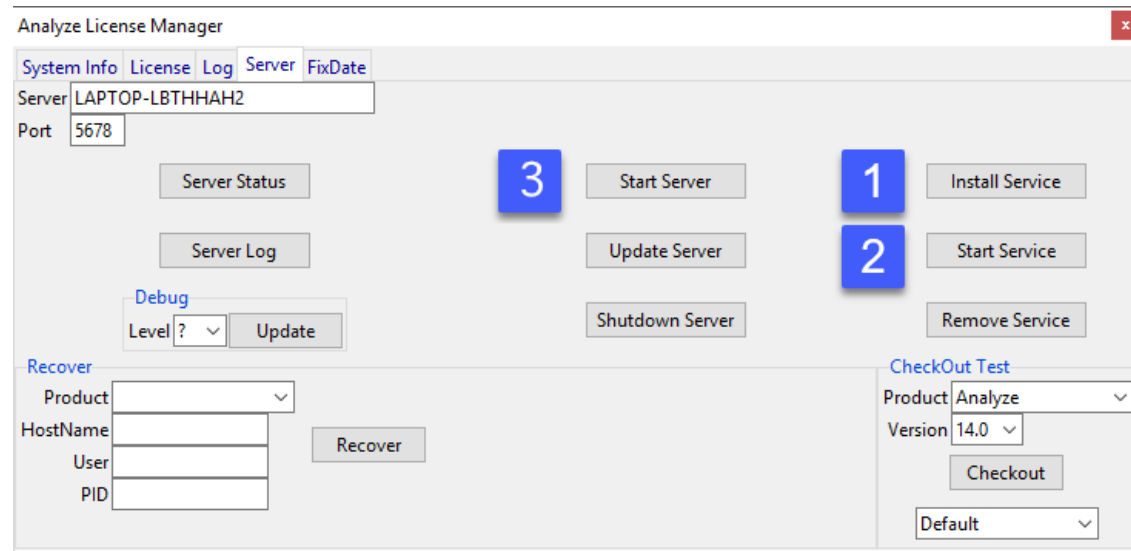 Analyze License Manager
x
System Info License Log Server FixDate
Server LAPTOP-LBTHHAH2
Port 5678
Server Status 3 Start Server 1 Install Service
Server Log Update Server 2 Start Service
Debug
Level ? Update Shutdown Server Remove Service
Recover CheckOut Test
Product Product Analyze
HostName Version 14.0
Recover
User Checkout
PID
Default